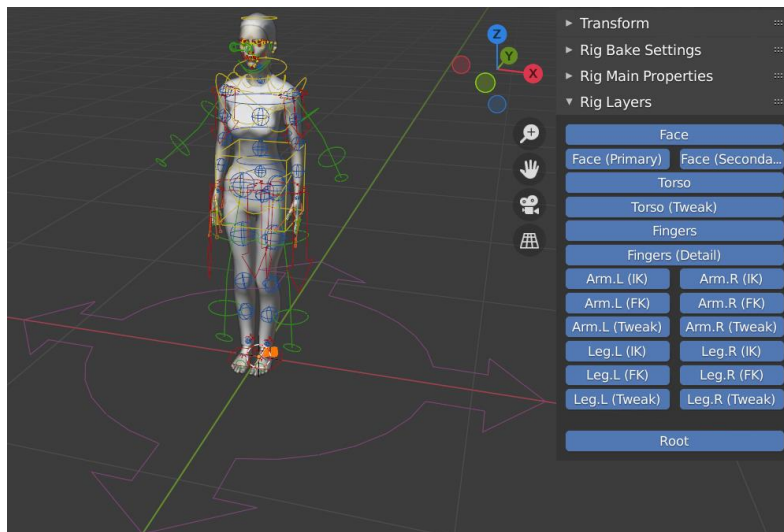 Transform
Z
Y
Rig Bake Settings
X
Rig Main Properties
Rig Layers
Face
Face (Primary) Face (Seconda...
Torso
Torso (Tweak)
Fingers
Fingers (Detail)
Arm.L (IK) Arm.R (IK)
Arm.L (FK) Arm.R (FK)
Arm.L (Tweak) Arm.R (Tweak)
Leg.L (IK) Leg.R (IK)
Leg.L (FK) Leg.R (FK)
Leg.L (Tweak) Leg.R (Tweak)
Root